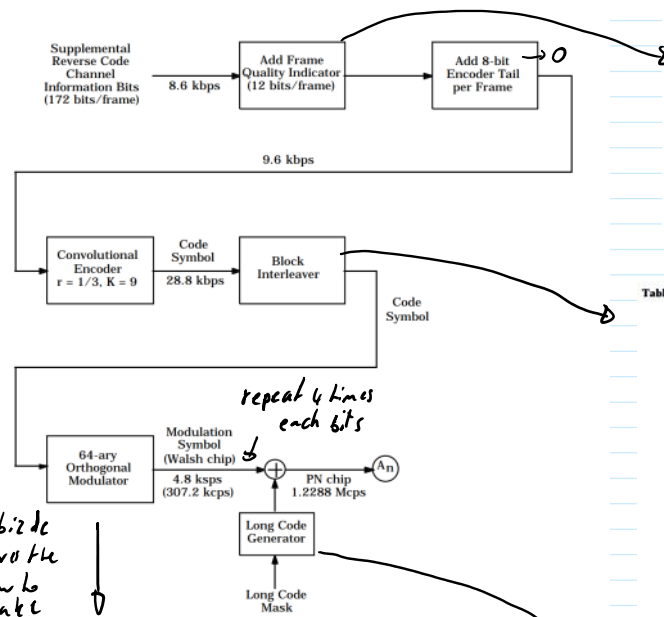 Supplemental
Reverse Code
Channel
Information Bits
(172 bits/frame)
8.6 kbps
Add Frame
Quality Indicator
(12 bits/frame)
Add 8-bit
Encoder Tail
per Frame
0
9.6 kbps
Convolutional
Encoder
r = 1/3, K = 9
Code
Symbol
28.8 kbps
Block
Interleaver
Code
Symbol
Tabl
repeat 4 times
each bits
64-ary
Orthogonal
Modulator
Modulation
Symbol
(Walsh chip)
4.8 ksps
(307.2 kcps)
+
PN chip
1.2288 Mcps
An
Long Code
Generator
Long Code
Mask